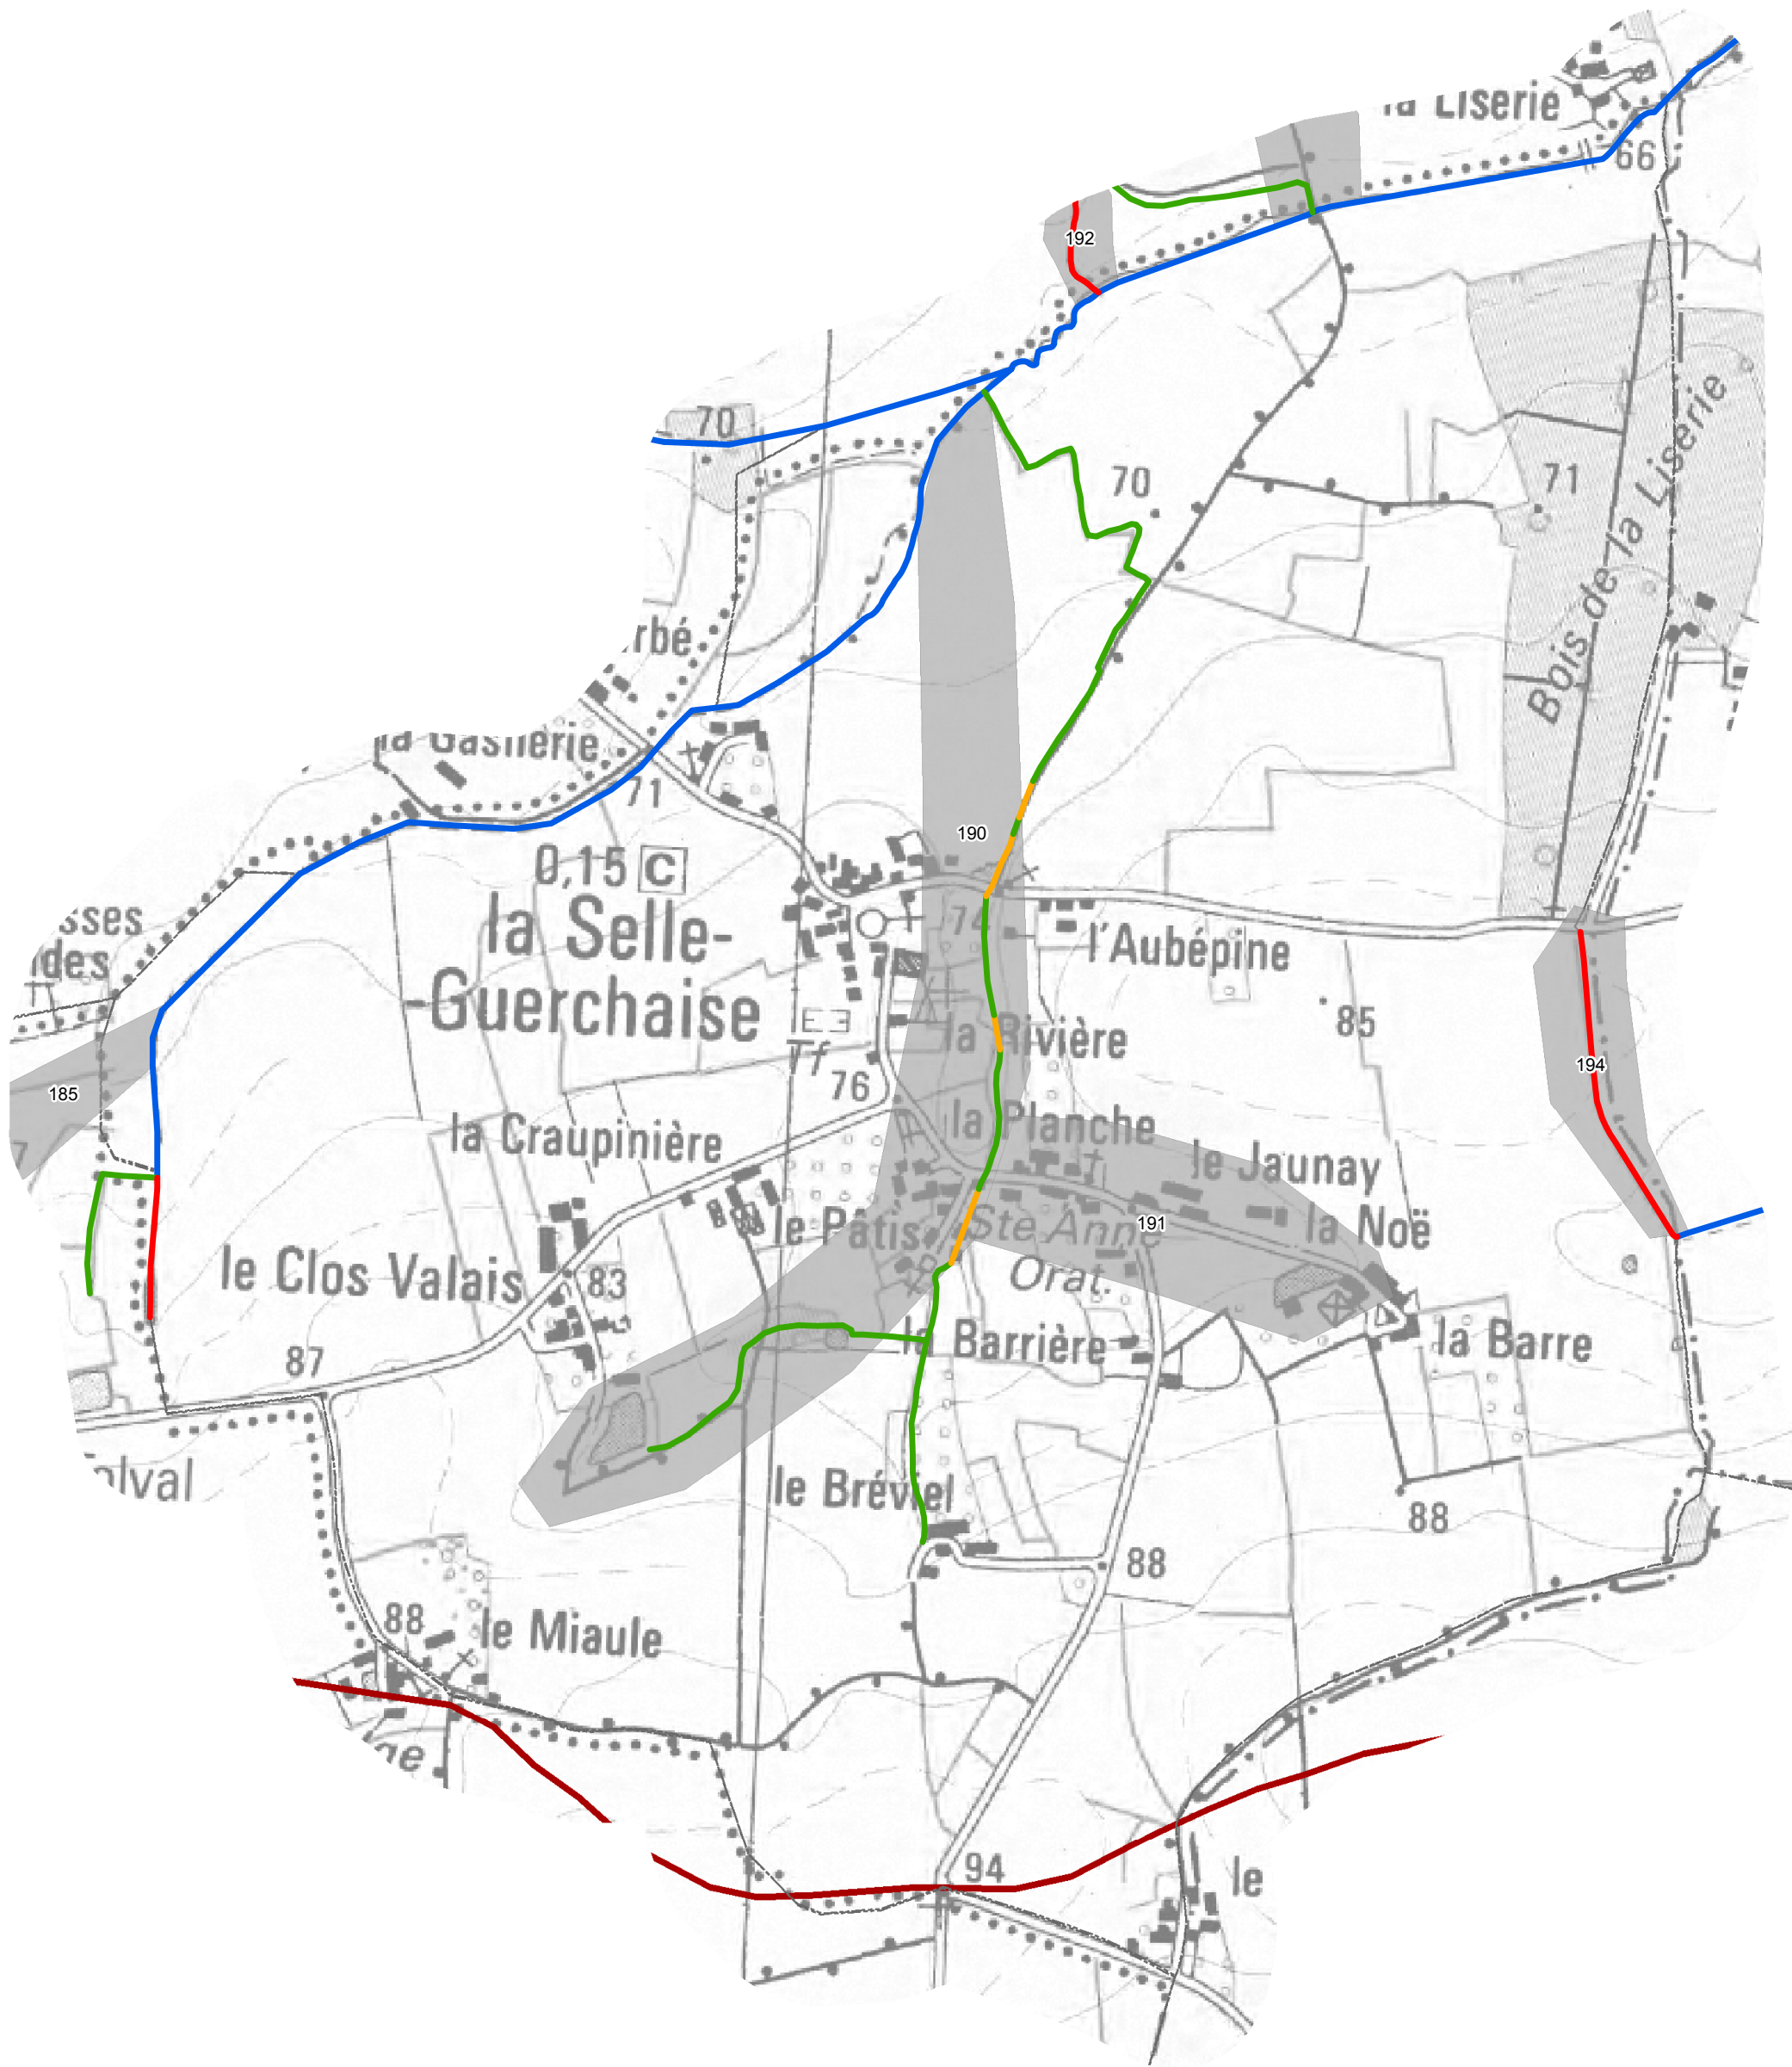 la Liserie
66
192
70
70
71
Bois de la Liserie
rbé
la Gasnerie
71
190
0,15 C
la Selle-
-Guerchaise
74
l'Aubépine
sses
des
E3
Tf
la Rivière
85
185
76
194
la Craupinière
la Planche
le Jaunay
7
le Pâtis
Ste Anne
191
la Noë
Orat.
le Clos Valais
83
la Barrière
la Barre
87
le Bréviel
88
88
88
le Miaule
94
le